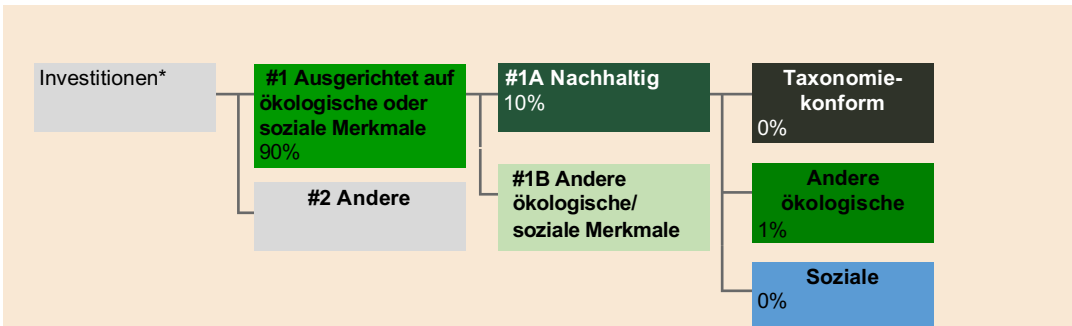 Investitionen*
#1 Ausgerichtet auf
ökologische oder
soziale Merkmale
90%
#2 Andere
#1A Nachhaltig
10%
#1B Andere
ökologische/
soziale Merkmale
Taxonomie-
konform
0%
Andere
ökologische
1%
Soziale
0%